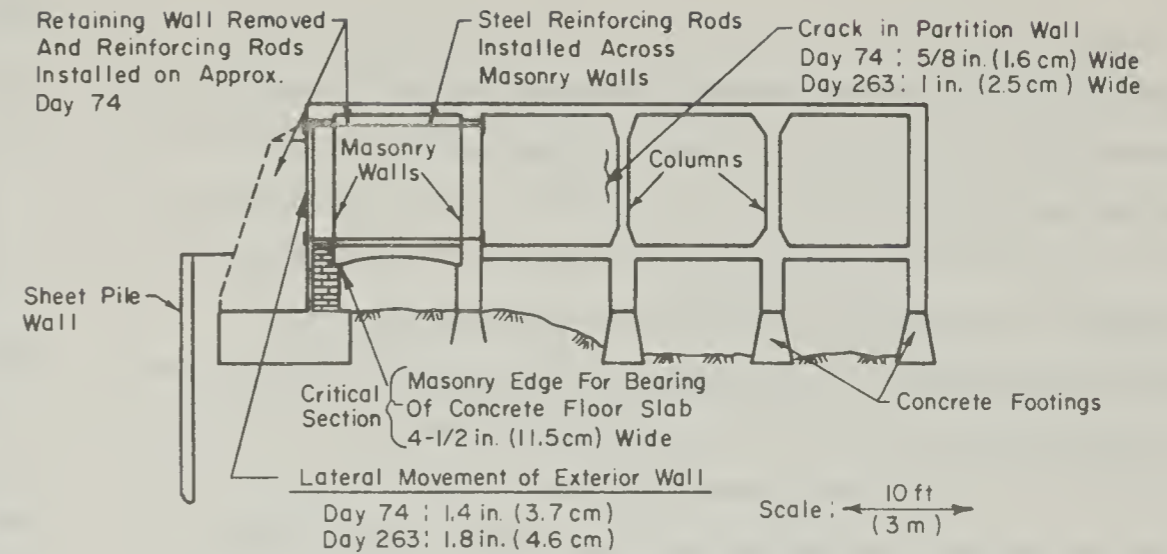 Retaining Wall Removed
And Reinforcing Rods
Installed on Approx.
Day 74
Steel Reinforcing Rods
Installed Across
Masonry Walls
Crack in Partition Wall
Day 74 : 5/8 in. (1.6 cm) Wide
Day 263: 1 in. (2.5 cm) Wide
Masonry
Walls
Columns
Sheet Pile
Wall
Critical
Section
Masonry Edge For Bearing
Of Concrete Floor Slab
4-1/2 in. (11.5cm) Wide
Concrete Footings
Lateral Movement of Exterior Wall
Day 74 : 1.4 in. (3.7 cm)
Day 263: 1.8 in. (4.6 cm)
Scale :
10 ft
(3 m)